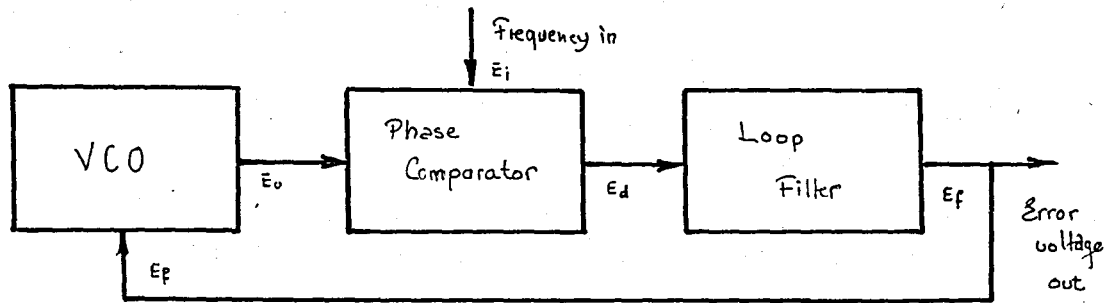 Frequency in
Ei
VCO
Eo
Phase
Comparator
Ed
Loop
Filter
Ef
Error
voltage
out
Ef